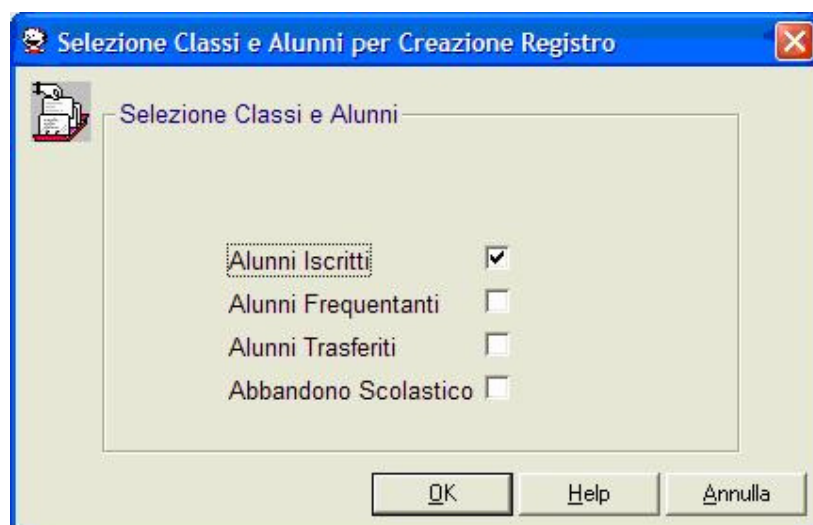 Selezione Classi e Alunni per Creazione Registro
Selezione Classi e Alunni
Alunni Iscritti
Alunni Frequentanti
Alunni Trasferiti
Abbandono Scolastico
OK Help Annulla